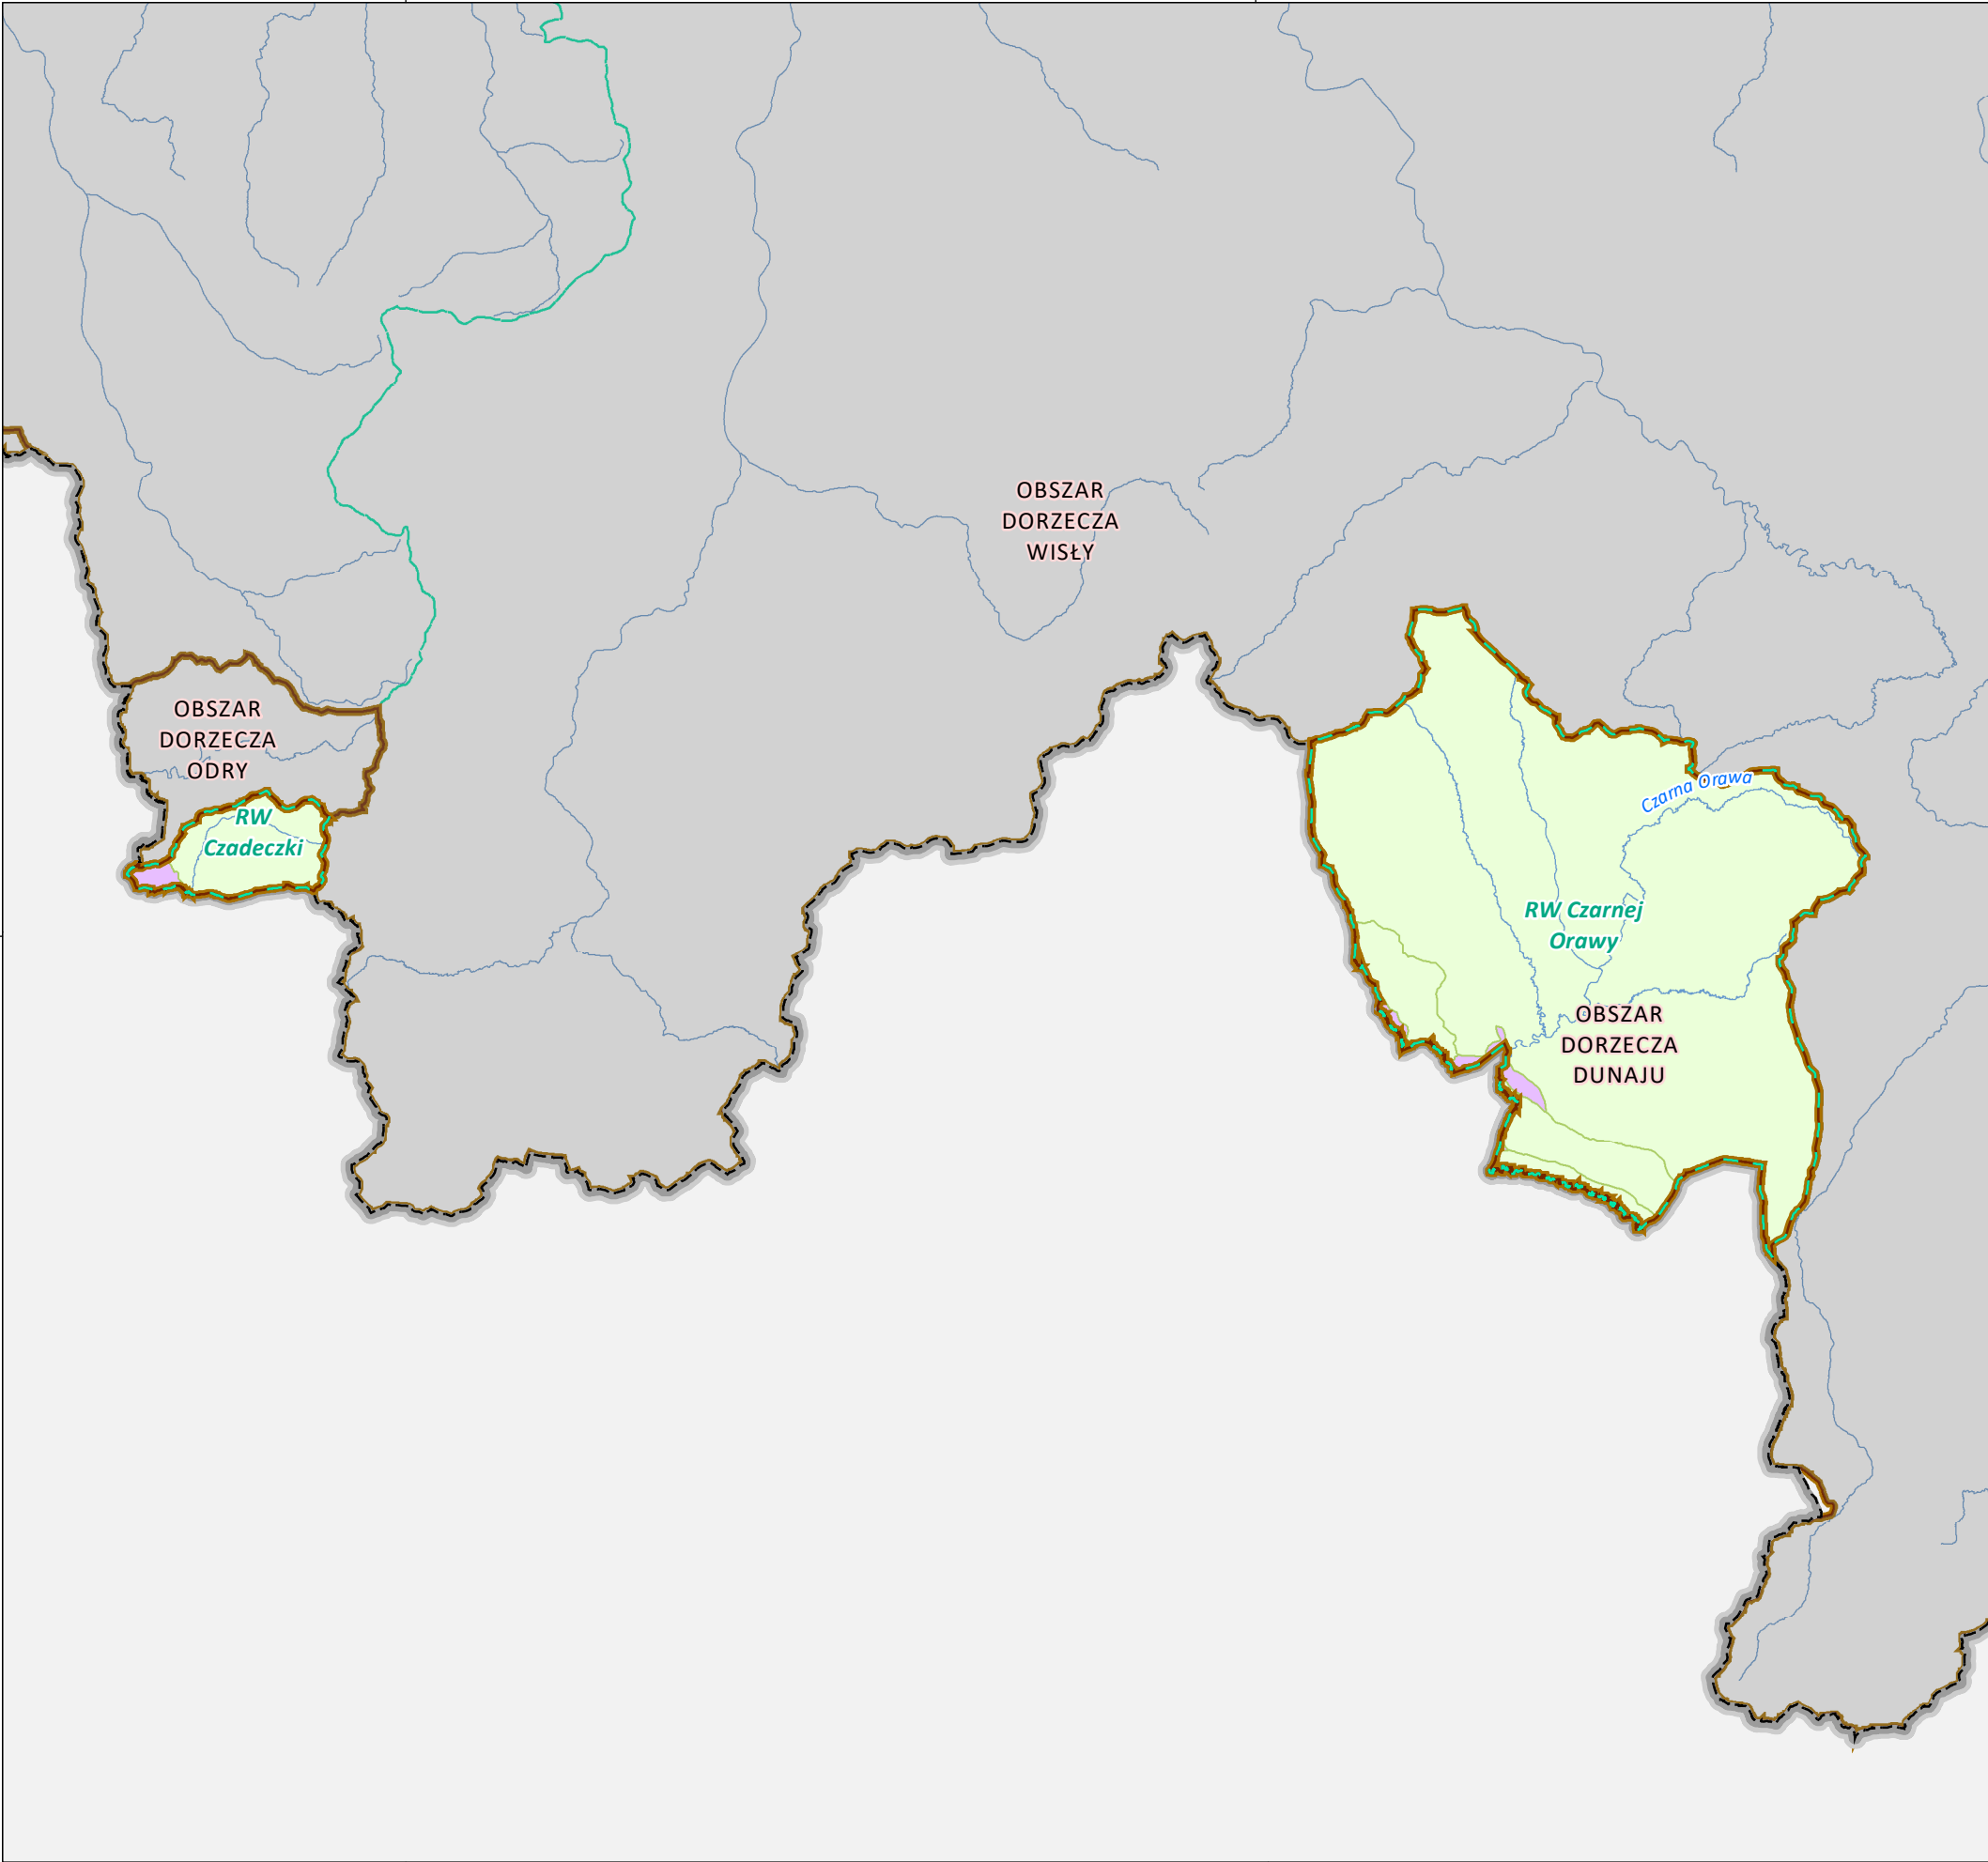 OBSZAR
DORZECZA
WISŁY
OBSZAR
DORZECZA
ODRY
RW
Czadeczki
Czarna Orawa
RW Czarnej
Orawy
OBSZAR
DORZECZA
DUNAJU